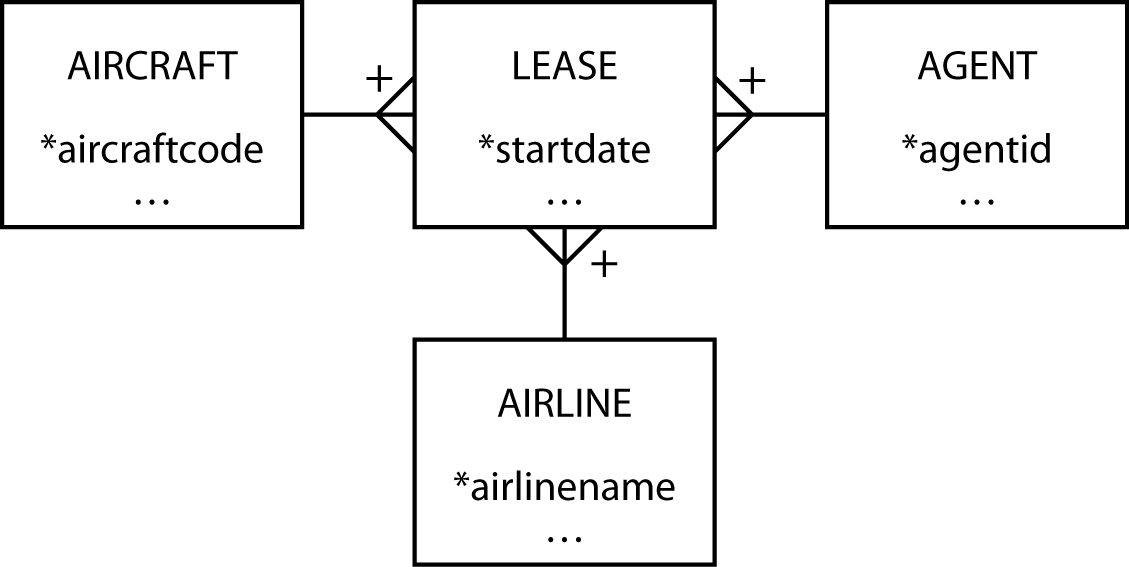 AIRCRAFT
*aircraftcode
...
+
LEASE
*startdate
...
+
AGENT
*agentid
...
+
AIRLINE
*airlinename
...